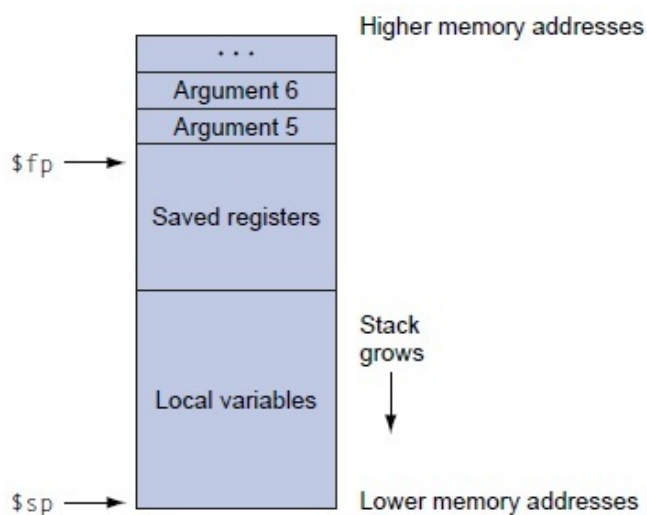 Higher memory addresses
. . .
Argument 6
Argument 5
$fp
Saved registers
Stack
grows
Local variables
$sp
Lower memory addresses